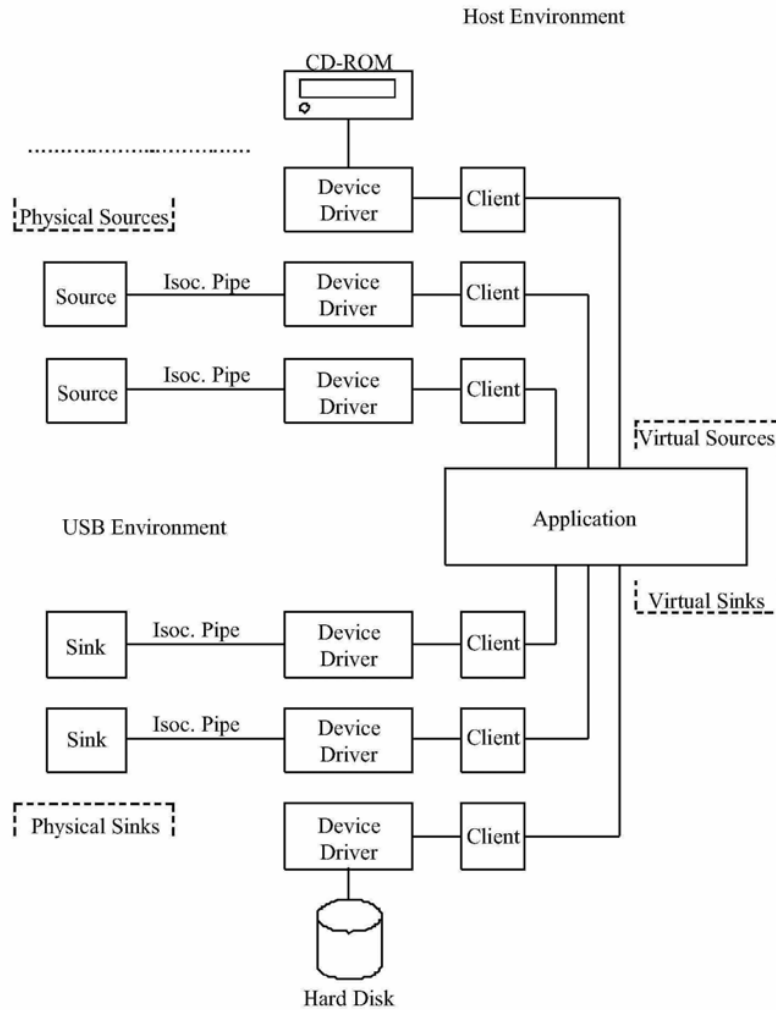 Host Environment
CD-ROM
Device
Driver
Client
Physical Sources
Source
Isoc. Pipe
Device
Driver
Client
Source
Isoc. Pipe
Device
Driver
Client
Virtual Sources
Application
USB Environment
Virtual Sinks
Sink
Isoc. Pipe
Device
Driver
Client
Sink
Isoc. Pipe
Device
Driver
Client
Physical Sinks
Device
Driver
Client
Hard Disk